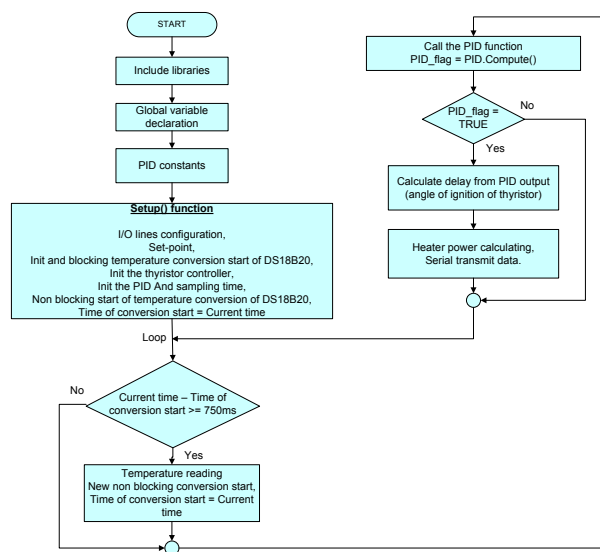 START
Include libraries
Global variable
declaration
PID constants
Setup() function
I/O lines configuration,
Set-point,
Init and blocking temperature conversion start of DS18B20,
Init the thyristor controller,
Init the PID And sampling time,
Non blocking start of temperature conversion of DS18B20,
Time of conversion start = Current time
Loop
No
Current time – Time of
conversion start >= 750ms
Yes
Temperature reading
New non blocking conversion start,
Time of conversion start = Current
time
Call the PID function
PID_flag = PID.Compute()
PID_flag =
TRUE
No
Yes
Calculate delay from PID output
(angle of ignition of thyristor)
Heater power calculating,
Serial transmit data.